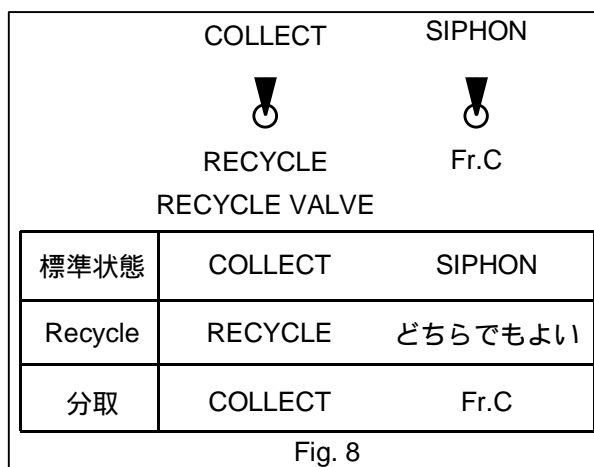 COLLECT SIPHON
RECYCLE Fr.C
RECYCLE VALVE
標準状態 COLLECT SIPHON
Recycle RECYCLE どちらでもよい
分取 COLLECT Fr.C
Fig. 8